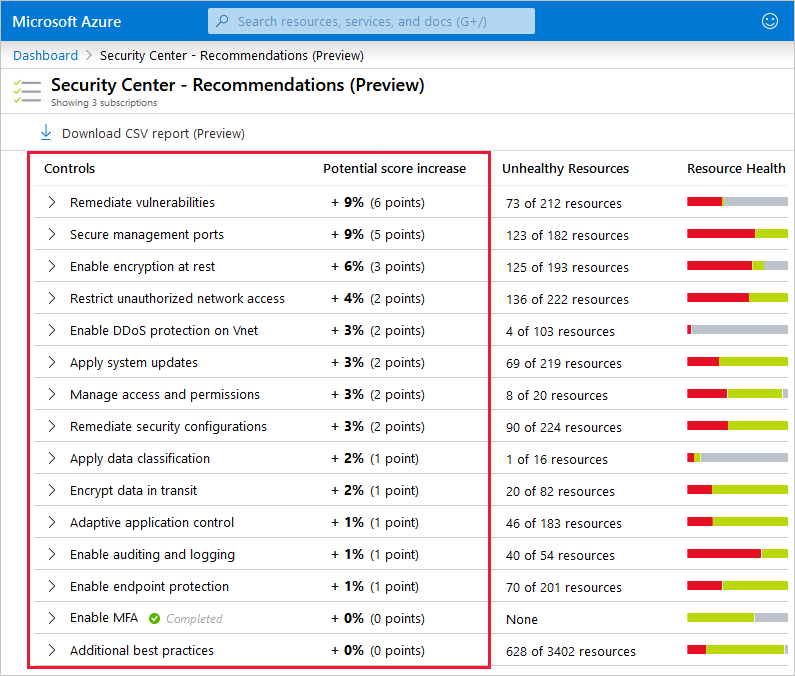 Microsoft Azure
Search resources, services, and docs (G+/)
Dashboard > Security Center - Recommendations (Preview)
Security Center - Recommendations (Preview)
Showing 3 subscriptions
Download CSV report (Preview)
Controls Potential score increase Unhealthy Resources Resource Health
Remediate vulnerabilities + 9% (6 points) 73 of 212 resources
Secure management ports + 9% (5 points) 123 of 182 resources
Enable encryption at rest + 6% (3 points) 125 of 193 resources
Restrict unauthorized network access + 4% (2 points) 136 of 222 resources
Enable DDoS protection on Vnet + 3% (2 points) 4 of 103 resources
Apply system updates + 3% (2 points) 69 of 219 resources
Manage access and permissions + 3% (2 points) 8 of 20 resources
Remediate security configurations + 3% (2 points) 90 of 224 resources
Apply data classification + 2% (1 point) 1 of 16 resources
Encrypt data in transit + 2% (1 point) 20 of 82 resources
Adaptive application control + 1% (1 point) 46 of 183 resources
Enable auditing and logging + 1% (1 point) 40 of 54 resources
Enable endpoint protection + 1% (1 point) 70 of 201 resources
Enable MFA Completed + 0% (0 points) None
Additional best practices + 0% (0 points) 628 of 3402 resources